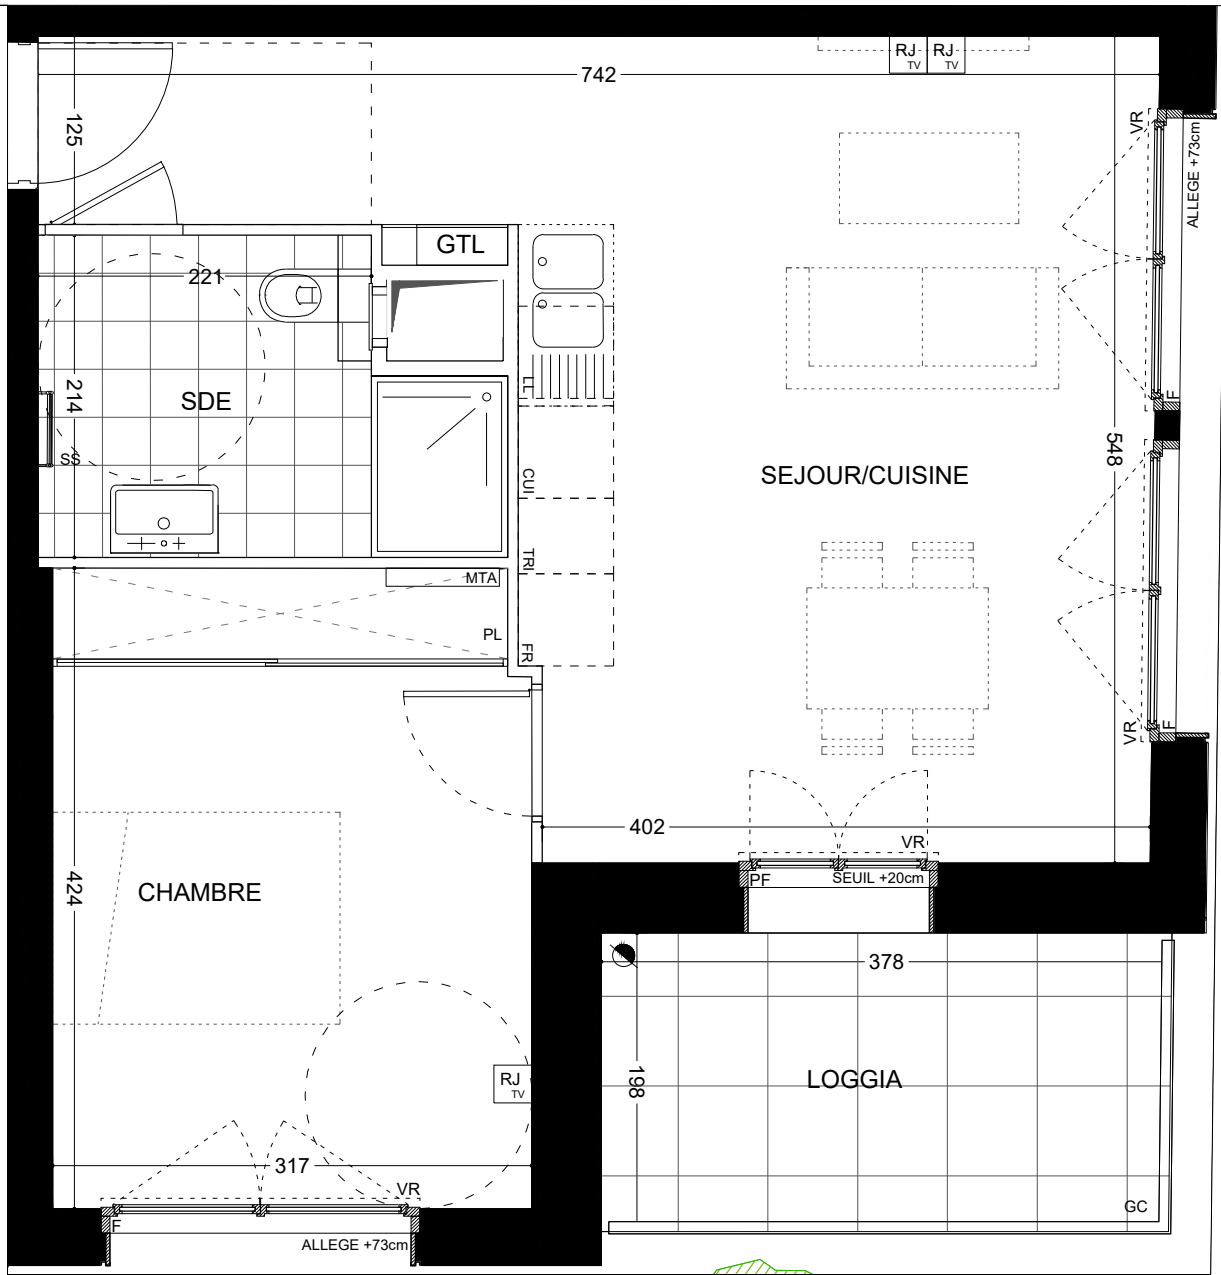 RJ
TV
RJ
TV
742
125
VR
ALLEGE +73cm
GTL
221
SDE
214
SS
LL
CUI
TRI
FR
SEJOUR/CUISINE
548
F
MTA
PL
VR
F
402
VR
PF
SEUIL +20cm
CHAMBRE
424
378
198
LOGGIA
RJ
TV
317
VR
F
ALLEGE +73cm
GC